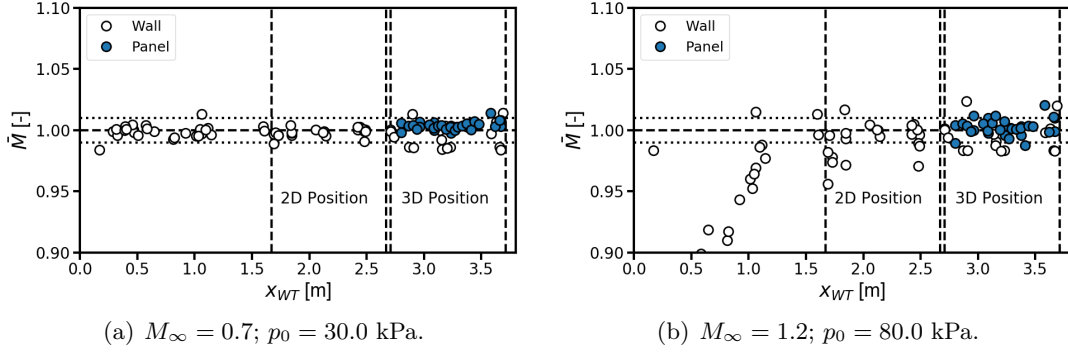 1.10
1.05
1.00
0.95
0.90
M̄ [-]
Wall
Panel
2D Position 3D Position
0.0 0.5 1.0 1.5 2.0 2.5 3.0 3.5
x_WT [m]
(a) M∞ = 0.7; p₀ = 30.0 kPa.
1.10
1.05
1.00
0.95
0.90
M̄ [-]
Wall
Panel
2D Position 3D Position
0.0 0.5 1.0 1.5 2.0 2.5 3.0 3.5
x_WT [m]
(b) M∞ = 1.2; p₀ = 80.0 kPa.